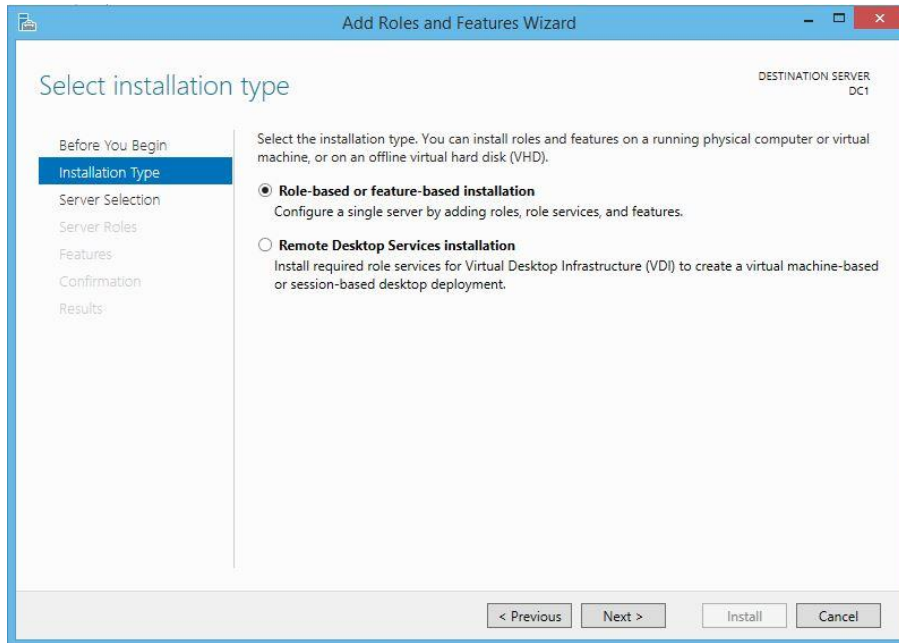 Add Roles and Features Wizard
Select installation type
DESTINATION SERVER
DC1
Before You Begin
Installation Type
Server Selection
Server Roles
Features
Confirmation
Results
Select the installation type. You can install roles and features on a running physical computer or virtual
machine, or on an offline virtual hard disk (VHD).
Role-based or feature-based installation
Configure a single server by adding roles, role services, and features.
Remote Desktop Services installation
Install required role services for Virtual Desktop Infrastructure (VDI) to create a virtual machine-based
or session-based desktop deployment.
< Previous
Next >
Install
Cancel